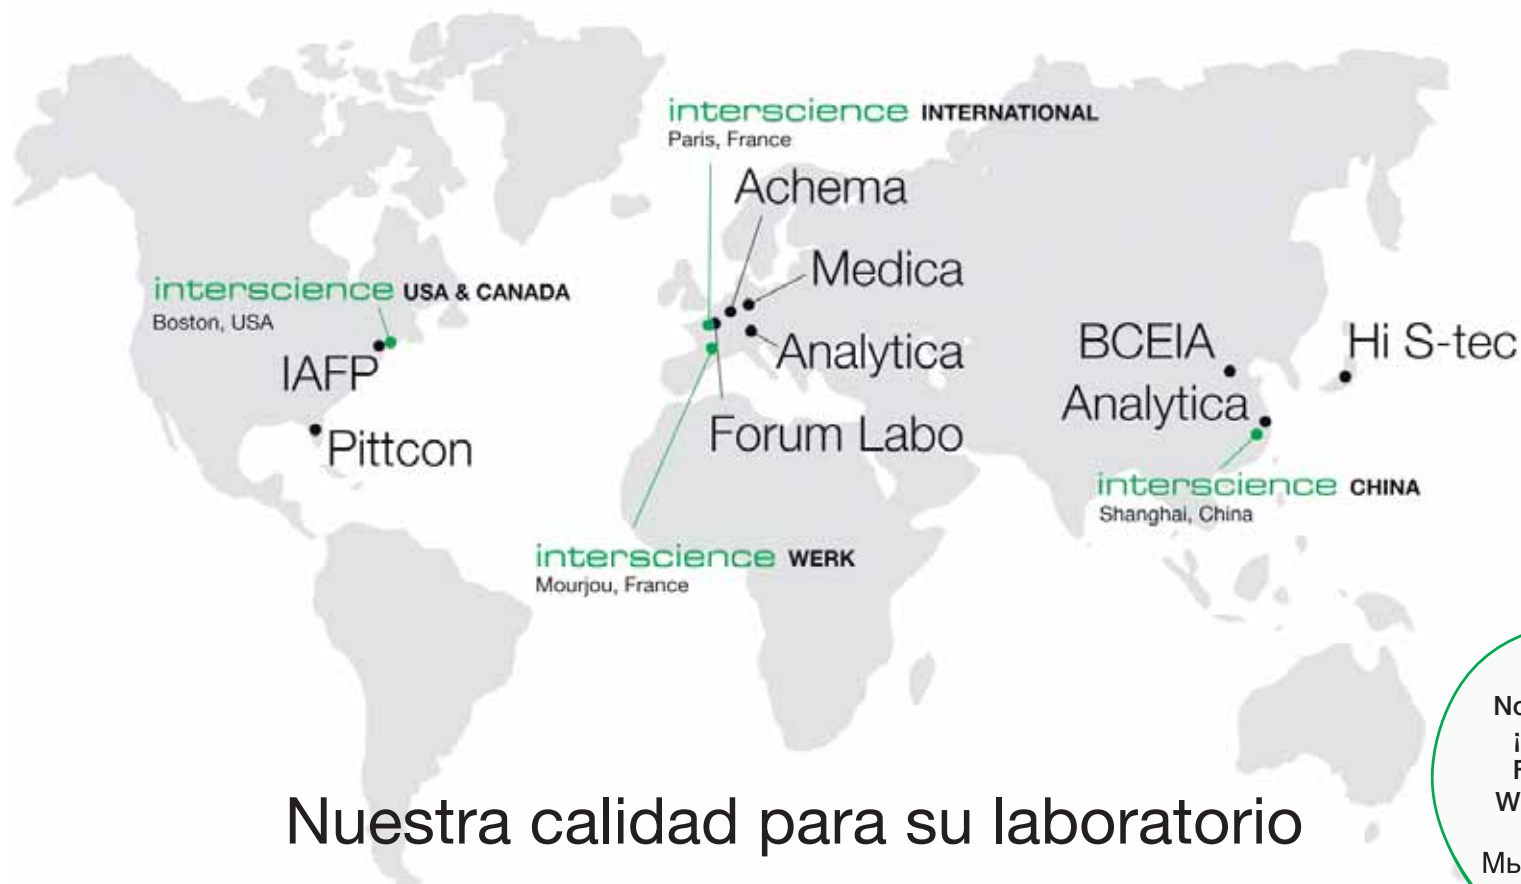 interscience INTERNATIONAL
Paris, France
Achema
Medica
interscience USA & CANADA
Boston, USA
IAFP
Analytica
BCEIA
Hi S-tec
Analytica
Pittcon
Forum Labo
interscience CHINA
Shanghai, China
interscience WERK
Mourjou, France
Nuestra calidad para su laboratorio